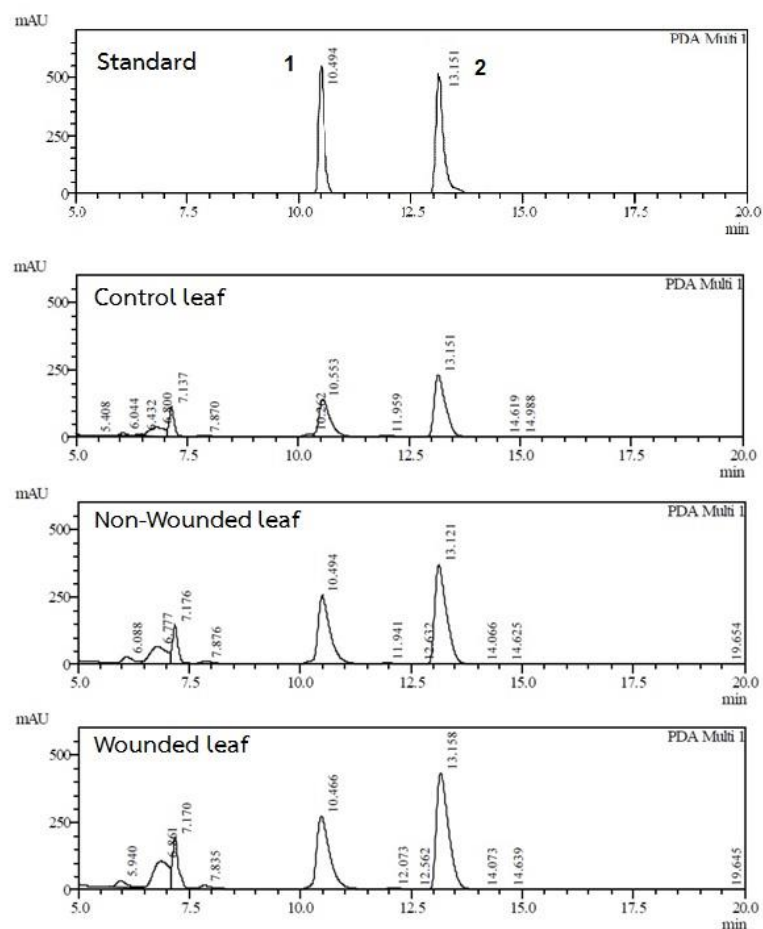 mAU
PDA Multi 1
Standard
1
10.494
13.151
2
500
250
0
5.0 7.5 10.0 12.5 15.0 17.5 20.0
min
mAU
PDA Multi 1
Control leaf
500
250
0
5.408
6.044
6.432
6.800
7.137
7.870
10.252
10.553
11.959
13.151
14.619
14.988
5.0 7.5 10.0 12.5 15.0 17.5 20.0
min
mAU
PDA Multi 1
Non-Wounded leaf
500
250
0
6.088
6.777
7.176
7.876
10.494
11.941
12.632
13.121
14.066
14.625
19.654
5.0 7.5 10.0 12.5 15.0 17.5 20.0
min
mAU
PDA Multi 1
Wounded leaf
500
250
0
5.940
6.861
7.170
7.835
10.466
12.073
12.562
13.158
14.073
14.639
19.645
5.0 7.5 10.0 12.5 15.0 17.5 20.0
min